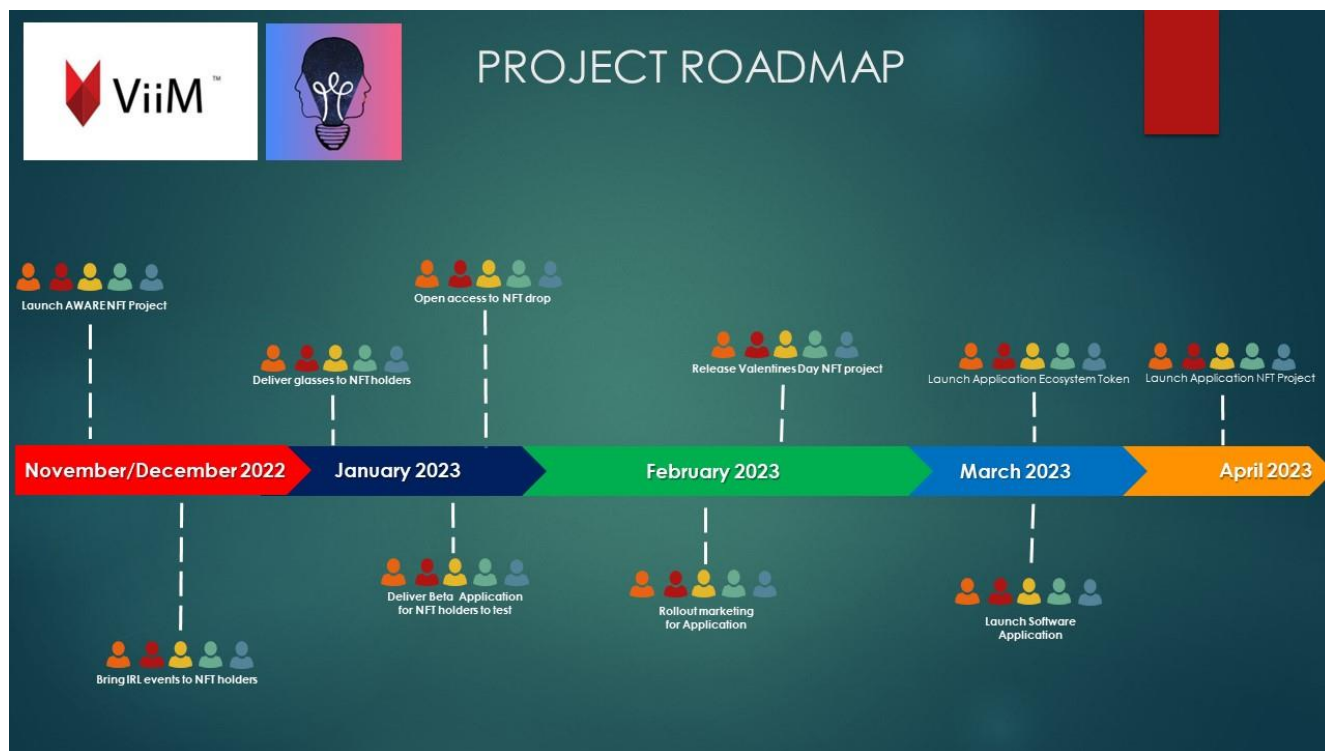 ViiM™
PROJECT ROADMAP
Launch AWARENFT Project
Open access to NFT drop
Deliver glasses to NFT holders
Release Valentines Day NFT project
Launch Application Ecosystem Token
Launch Application NFT Project
November/December 2022
January 2023
February 2023
March 2023
April 2023
Deliver Beta Application
for NFT holders to test
Rollout marketing
for Application
Launch Software
Application
Bring IRL events to NFT holders